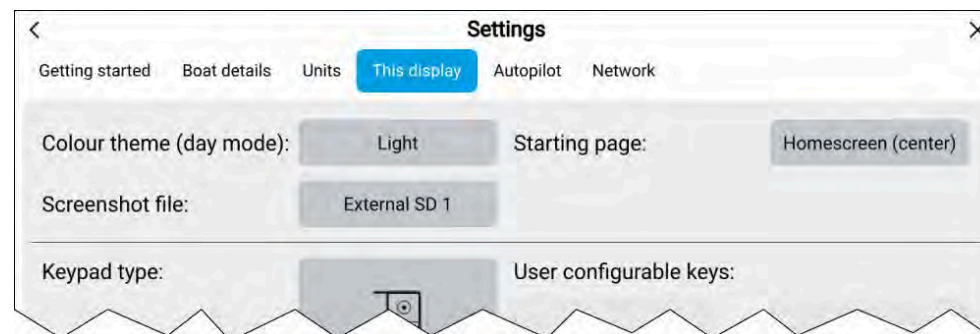 Settings
Getting started Boat details Units This display Autopilot Network
Colour theme (day mode): Light Starting page: Homescreen (center)
Screenshot file: External SD 1
Keypad type: User configurable keys: